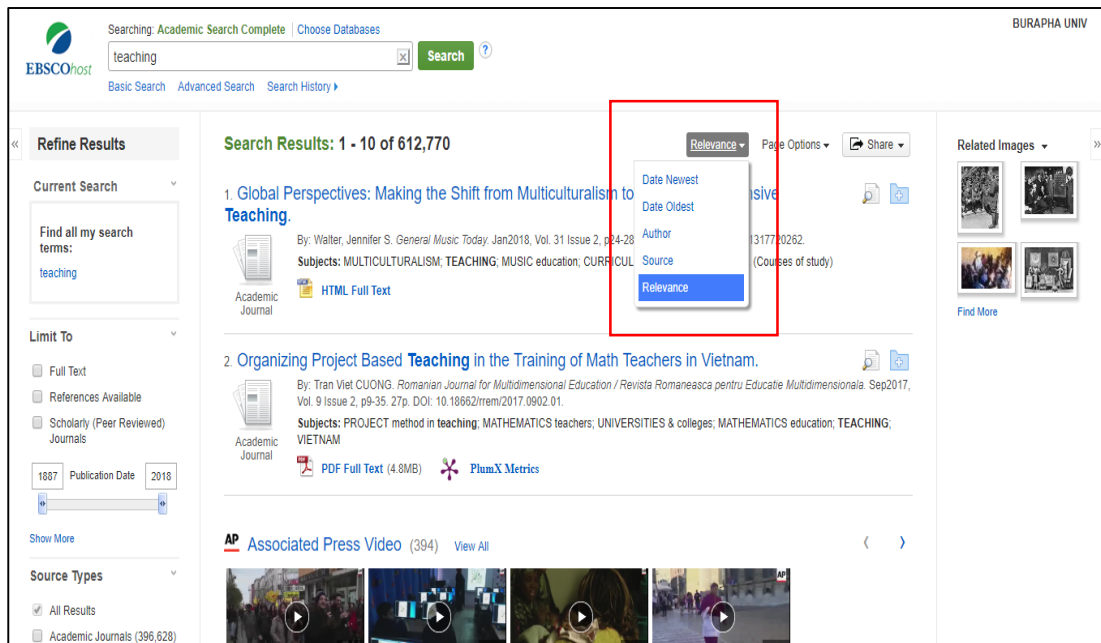 Searching: Academic Search Complete | Choose Databases
BURAPHA UNIV
teaching
x
Search
?
EBSCOhost
Basic Search Advanced Search Search History
« Refine Results
Search Results: 1 - 10 of 612,770
Relevance
Page Options
Share
Related Images
»
Current Search
Find all my search
terms:
teaching
Date Newest
Date Oldest
Author
Source
Relevance
1. Global Perspectives: Making the Shift from Multiculturalism to
Teaching.
By: Walter, Jennifer S. General Music Today. Jan2018, Vol. 31 Issue 2, p24-28
1317720262.
Subjects: MULTICULTURALISM; TEACHING; MUSIC education;
(Courses of study)
Academic
Journal
HTML Full Text
Find More
Limit To
Full Text
References Available
Scholarly (Peer Reviewed)
Journals
1887 Publication Date 2018
Show More
2. Organizing Project Based Teaching in the Training of Math Teachers in Vietnam.
By: Tran Viet CUONG. Romanian Journal for Multidimensional Education / Revista Romaneasca pentru Educatie Multidimensionala. Sep2017,
Vol. 9 Issue 2, p9-35. 27p. DOI: 10.18662/rrem/2017.0902.01.
Subjects: PROJECT method in teaching; MATHEMATICS teachers; UNIVERSITIES & colleges; MATHEMATICS education; TEACHING;
VIETNAM
Academic
Journal
PDF Full Text (4.8MB)
PlumX Metrics
AP Associated Press Video (394) View All
AP
Source Types
All Results
Academic Journals (396,628)